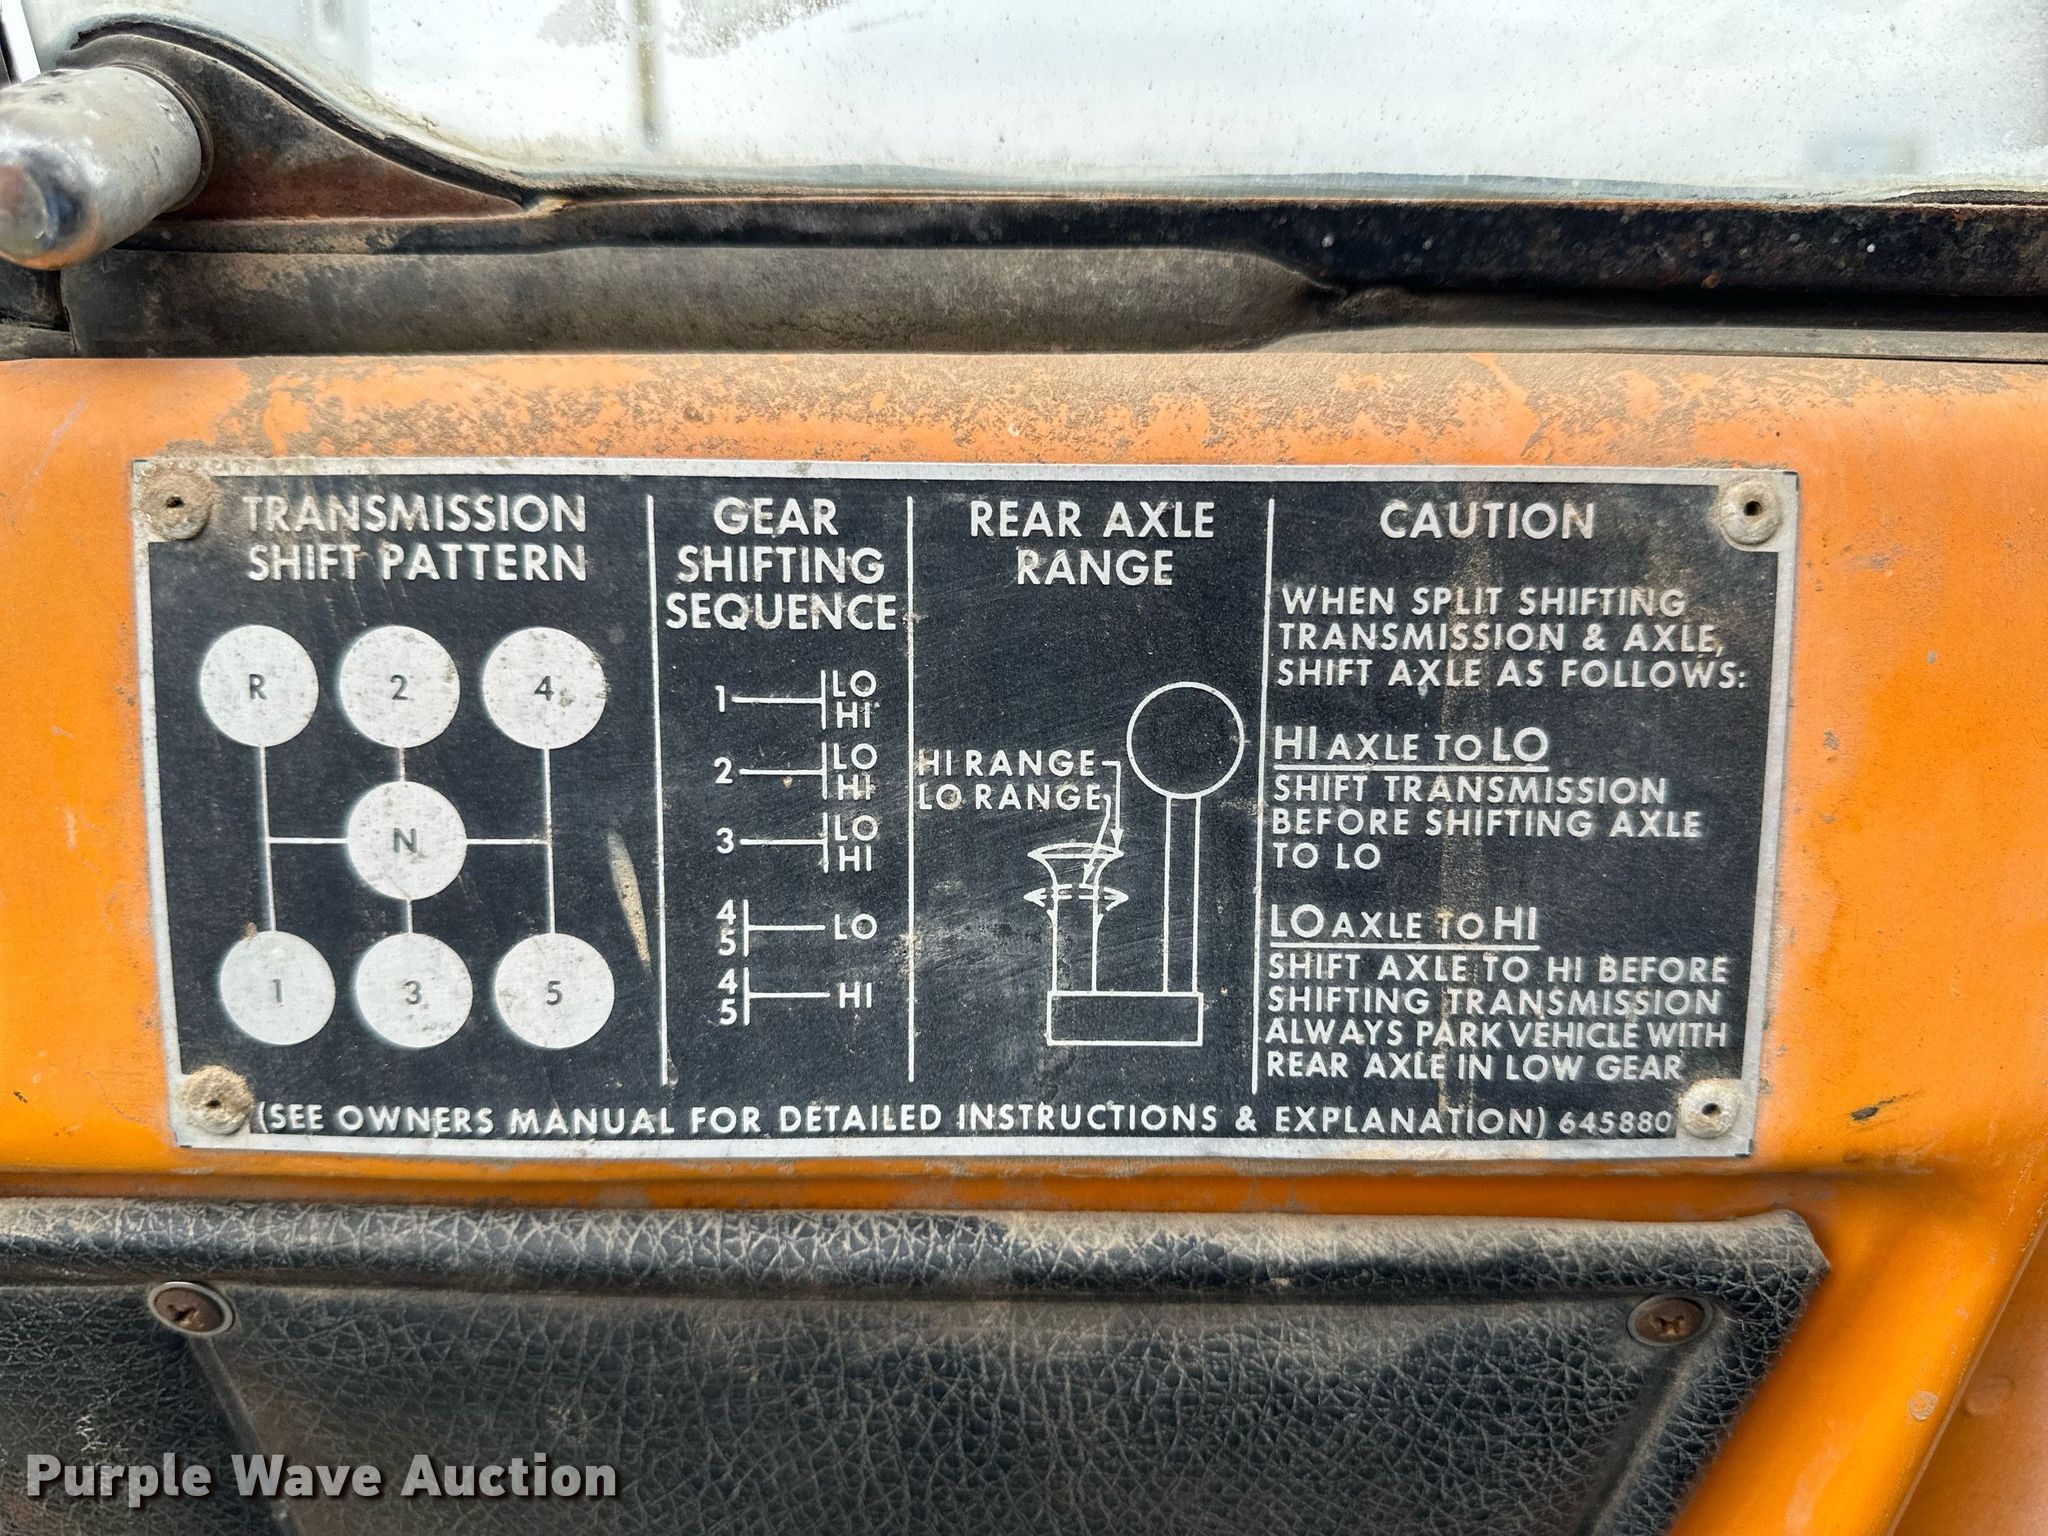 TRANSMISSION
SHIFT PATTERN
R 2 4
N
1 3 5
GEAR
SHIFTING
SEQUENCE
1 LO
HI
2 LO
HI
3 LO
HI
4
5 LO
4
5 HI
REAR AXLE
RANGE
HI RANGE
LO RANGE
CAUTION
WHEN SPLIT SHIFTING
TRANSMISSION & AXLE,
SHIFT AXLE AS FOLLOWS:
HI AXLE TO LO
SHIFT TRANSMISSION
BEFORE SHIFTING AXLE
TO LO
LO AXLE TO HI
SHIFT AXLE TO HI BEFORE
SHIFTING TRANSMISSION
ALWAYS PARK VEHICLE WITH
REAR AXLE IN LOW GEAR
(SEE OWNERS MANUAL FOR DETAILED INSTRUCTIONS & EXPLANATION) 645880
Purple Wave Auction